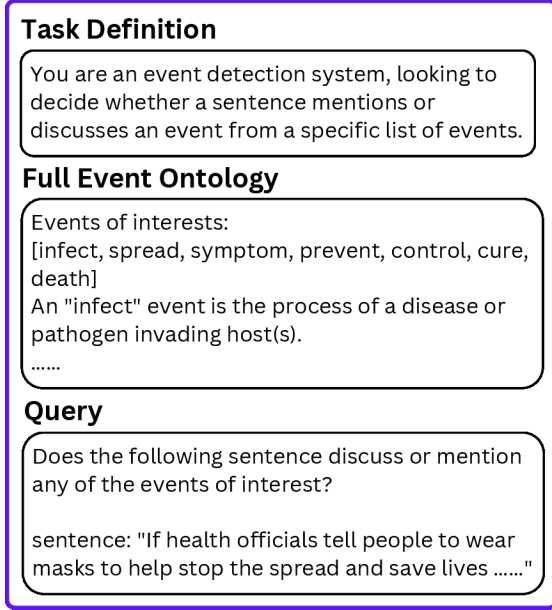 Task Definition
You are an event detection system, looking to
decide whether a sentence mentions or
discusses an event from a specific list of events.
Full Event Ontology
Events of interests:
[infect, spread, symptom, prevent, control, cure,
death]
An "infect" event is the process of a disease or
pathogen invading host(s).
......
Query
Does the following sentence discuss or mention
any of the events of interest?
sentence: "If health officials tell people to wear
masks to help stop the spread and save lives ......"